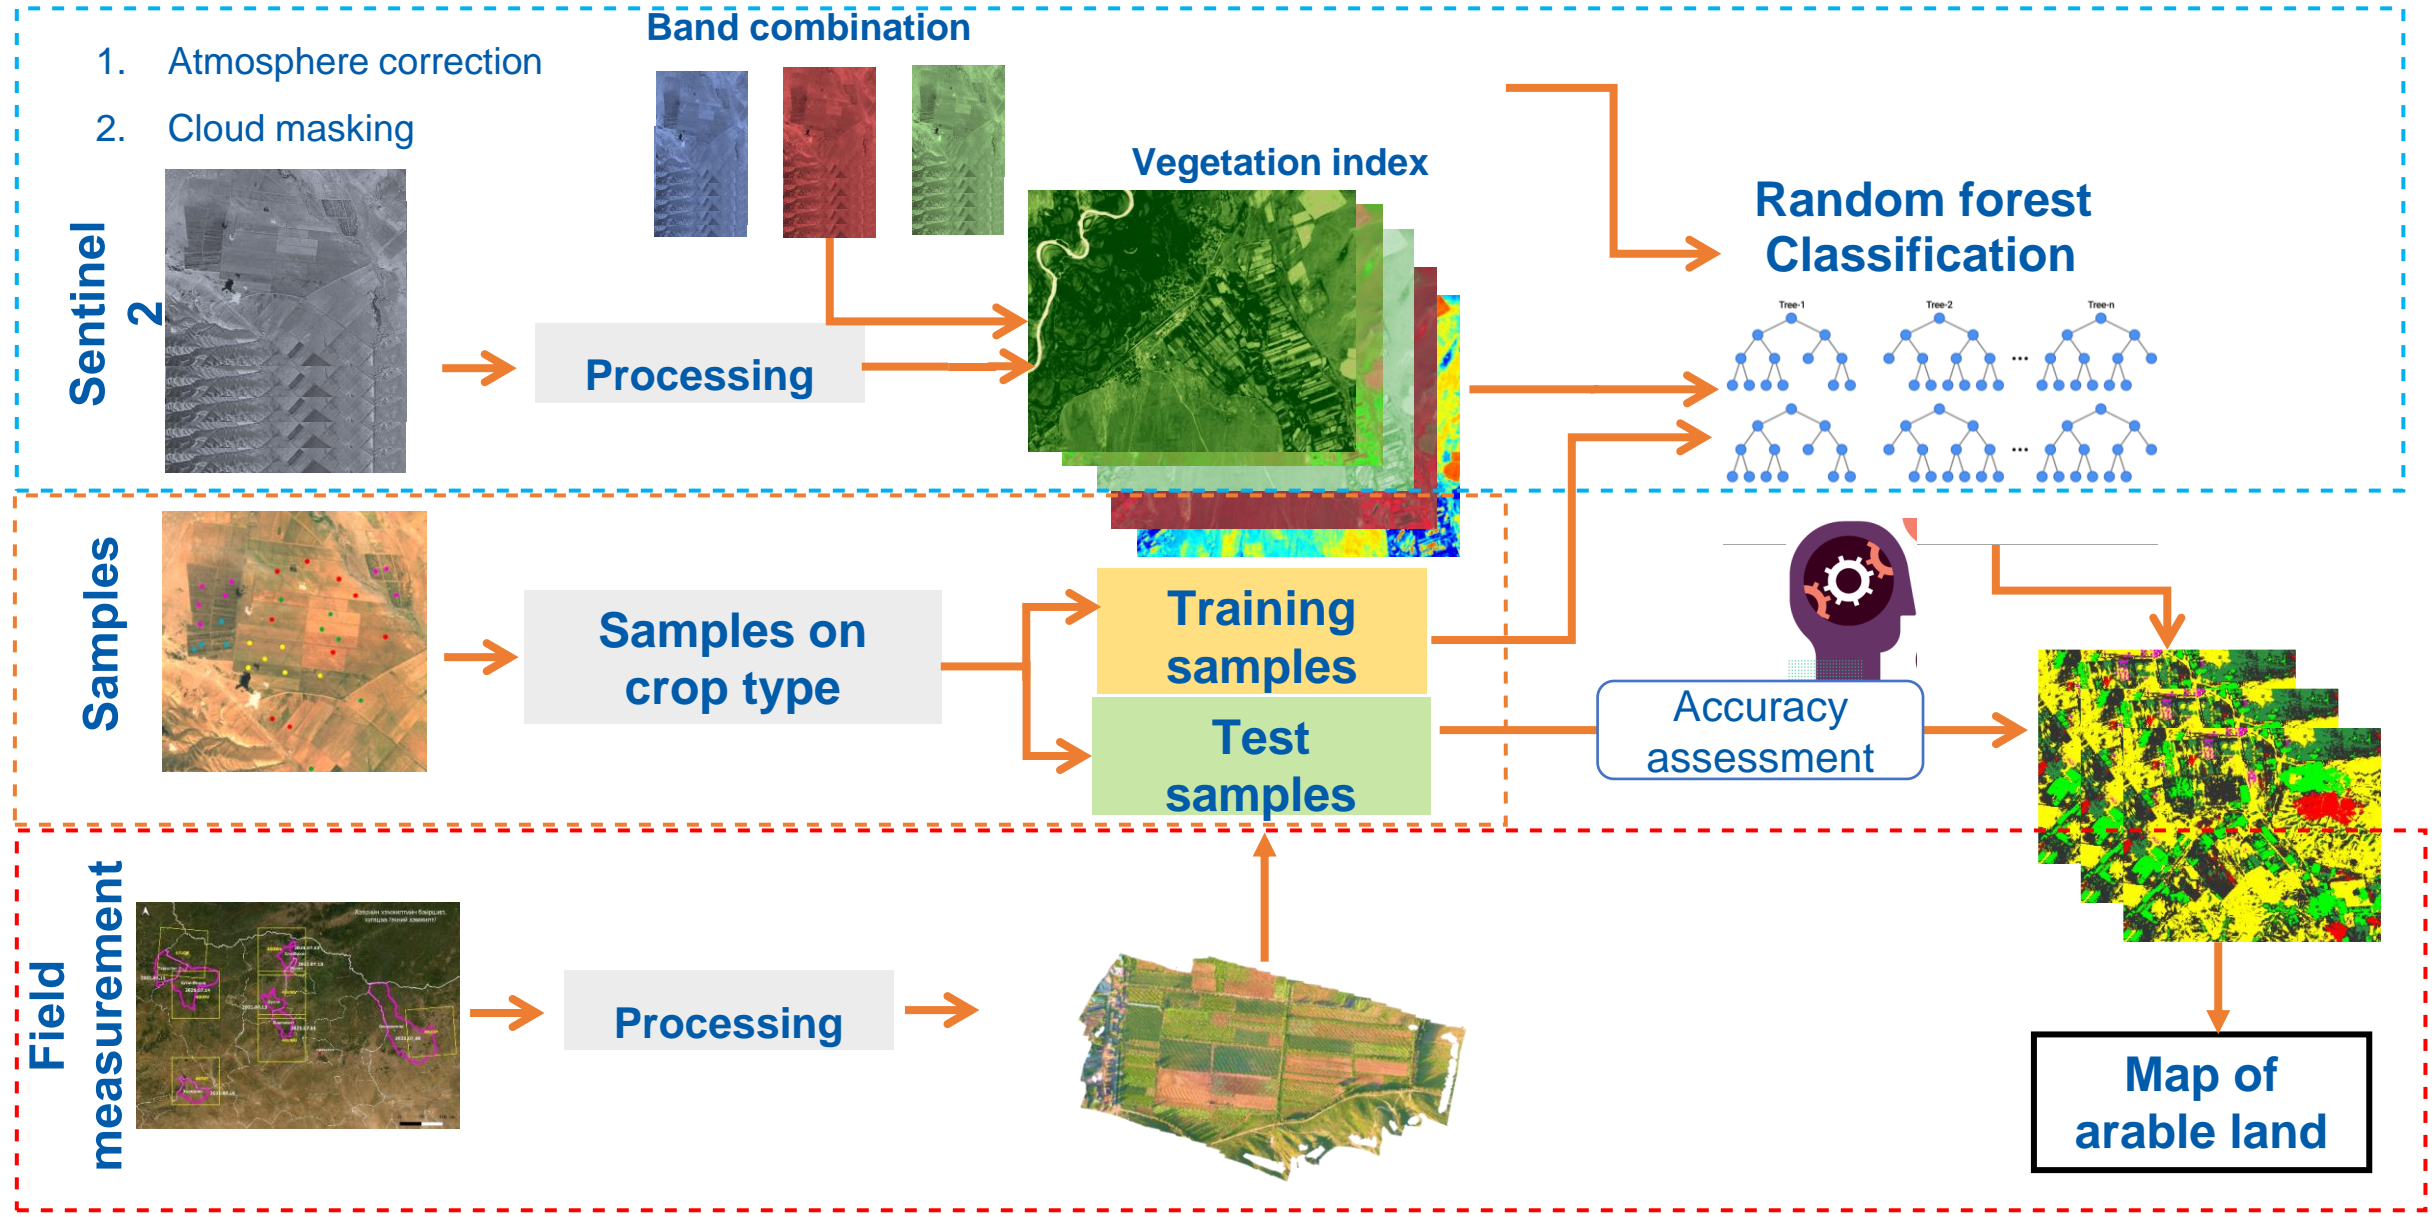 Band combination
1. Atmosphere correction
2. Cloud masking
Vegetation index
Random forest
Classification
Sentinel
2
Tree-1
Tree-2
Tree-n
...
...
Processing
Samples
Samples on
crop type
Training
samples
Test
samples
Accuracy
assessment
Field
measurement
Processing
Map of
arable land